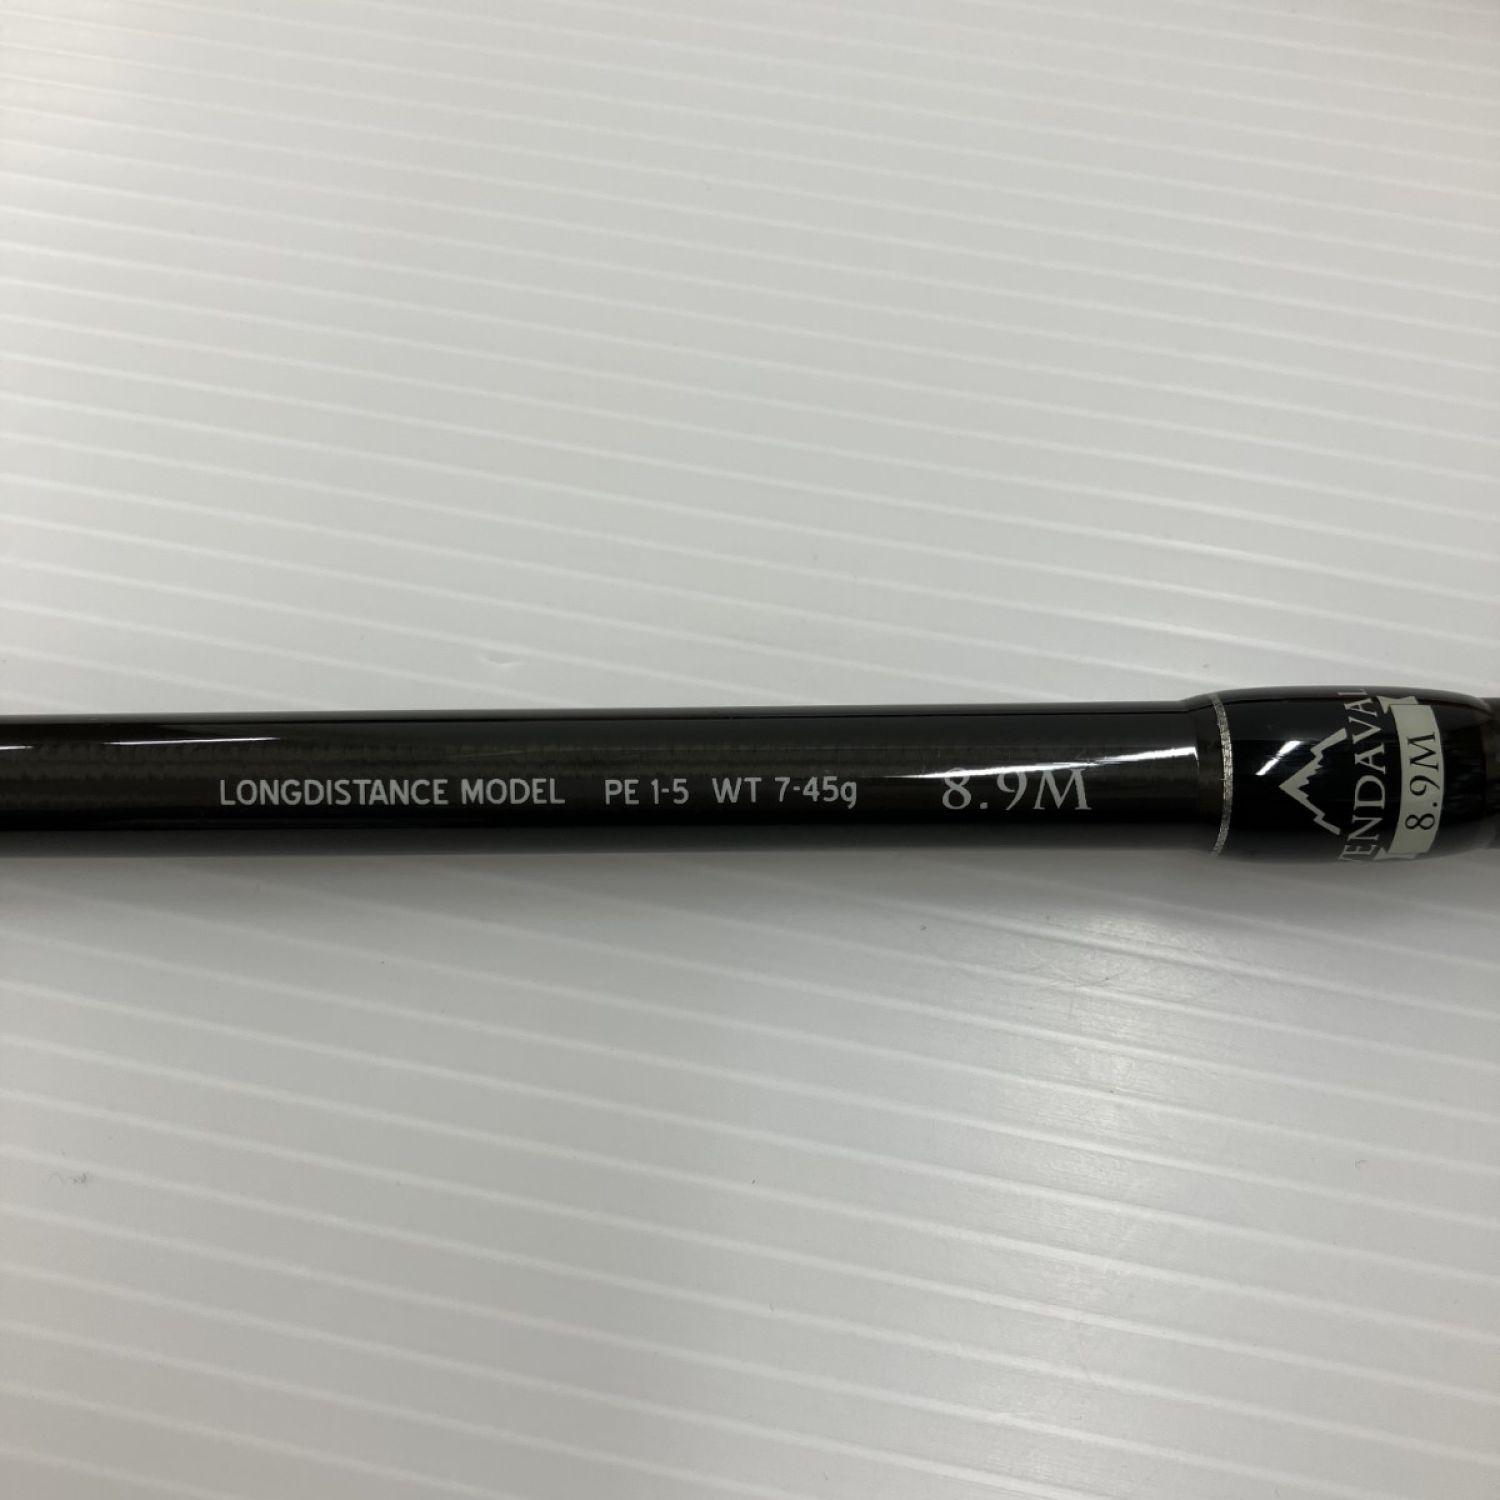 LONGDISTANCE MODEL PE 1-5 WT 7-45g 8.9M
VENDAVAL
8.9M